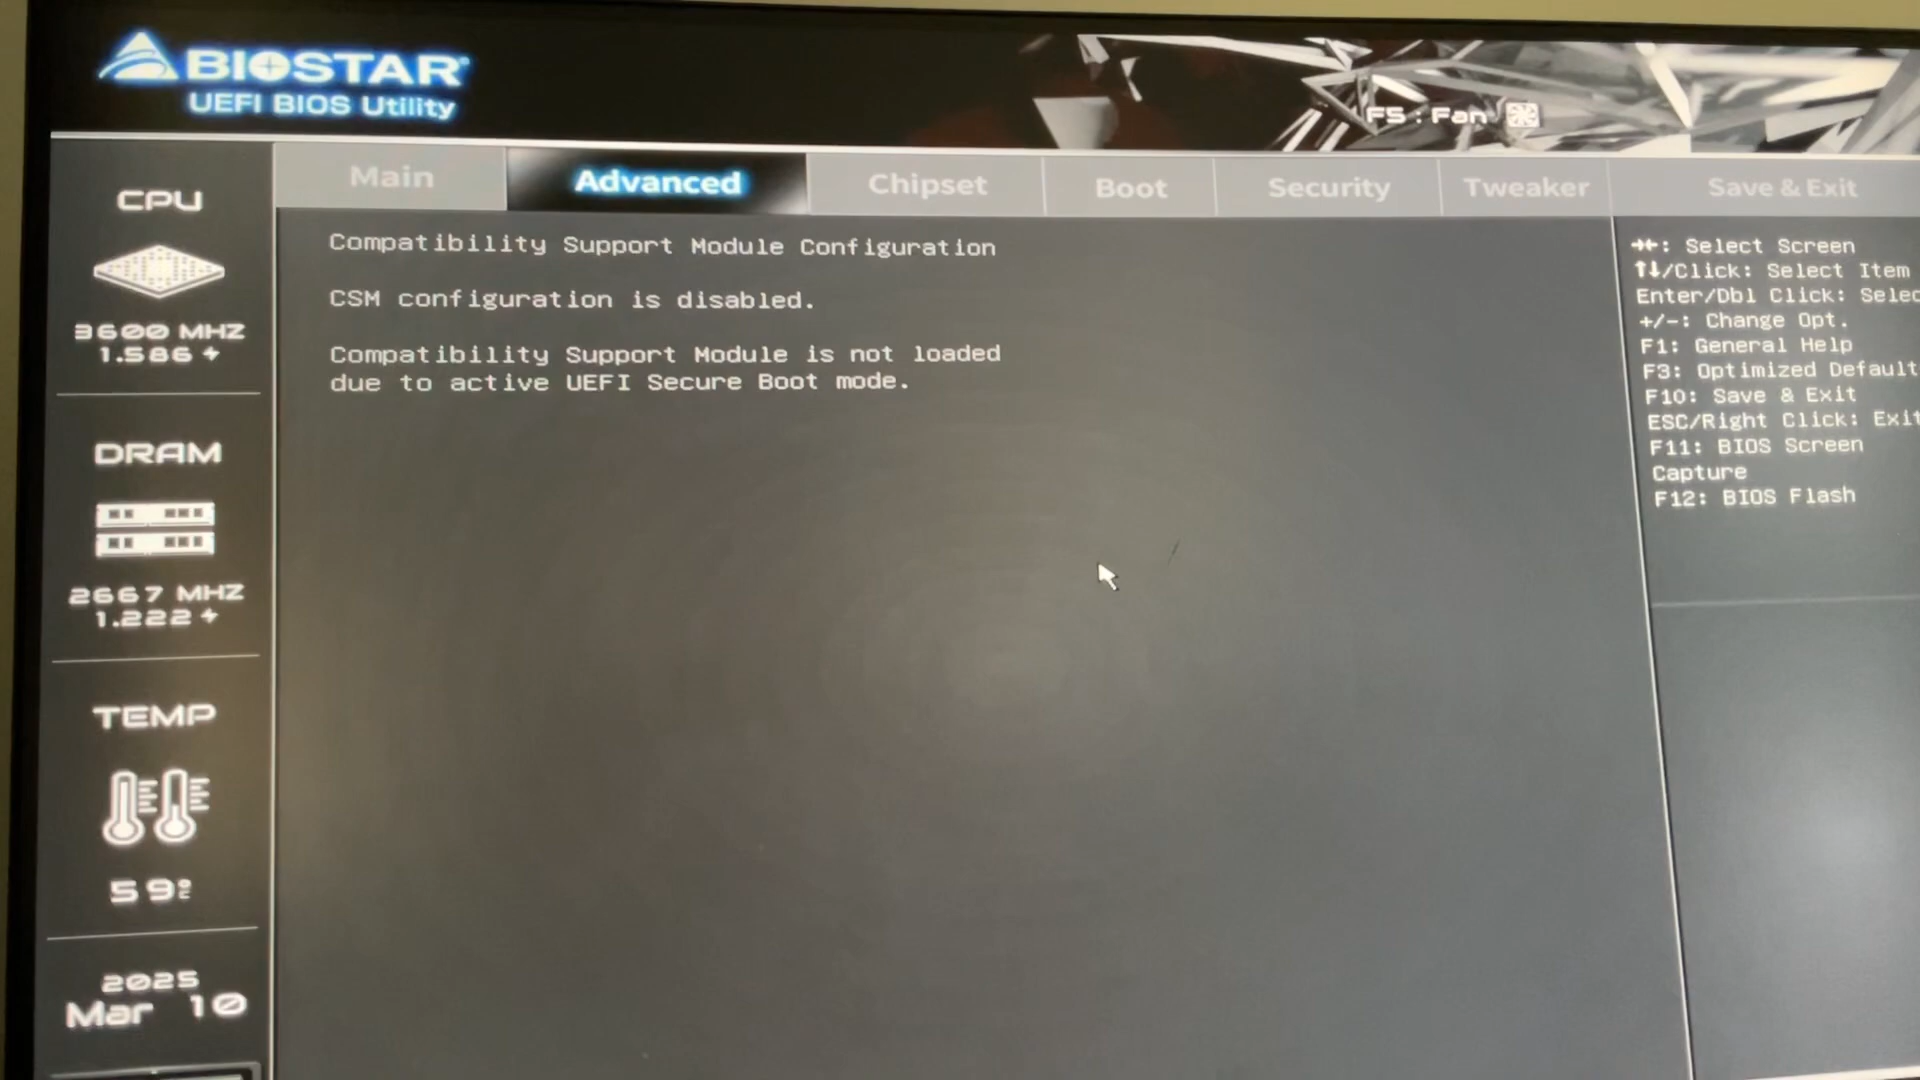 BIOSTAR
UEFI BIOS Utility
F5 : Fan
Main
Advanced
Chipset
Boot
Security
Tweaker
Save & Exit
CPU
3600 MHZ
1.586
DRAM
2667 MHZ
1.222
TEMP
59°C
2025
Mar 10
Compatibility Support Module Configuration
CSM configuration is disabled.
Compatibility Support Module is not loaded
due to active UEFI Secure Boot mode.
→←: Select Screen
↑↓/Click: Select Item
Enter/Dbl Click: Selec
+/-: Change Opt.
F1: General Help
F3: Optimized Default
F10: Save & Exit
ESC/Right Click: Exit
F11: BIOS Screen
Capture
F12: BIOS Flash